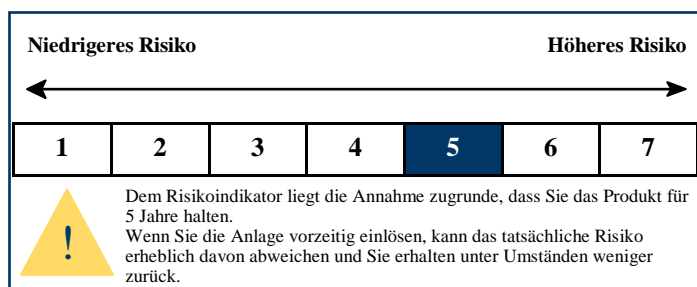 Niedrigeres Risiko Höheres Risiko
1 2 3 4 5 6 7
Dem Risikoindikator liegt die Annahme zugrunde, dass Sie das Produkt für
5 Jahre halten.
Wenn Sie die Anlage vorzeitig einlösen, kann das tatsächliche Risiko
erheblich davon abweichen und Sie erhalten unter Umständen weniger
zurück.
!